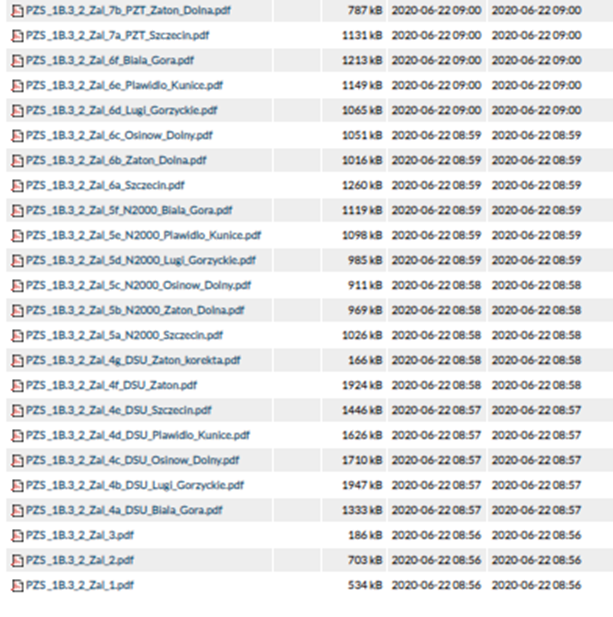 PZS_1B.3_2_Zal_7b_PZT_Zaton_Dolna.pdf 787 kB 2020-06-22 09:00 2020-06-22 09:00
PZS_1B.3_2_Zal_7a_PZT_Szczecin.pdf 1131 kB 2020-06-22 09:00 2020-06-22 09:00
PZS_1B.3_2_Zal_6f_Biala_Gora.pdf 1213 kB 2020-06-22 09:00 2020-06-22 09:00
PZS_1B.3_2_Zal_6e_Plawidlo_Kunice.pdf 1149 kB 2020-06-22 09:00 2020-06-22 09:00
PZS_1B.3_2_Zal_6d_Lugi_Gorzyckie.pdf 1065 kB 2020-06-22 09:00 2020-06-22 09:00
PZS_1B.3_2_Zal_6c_Osinow_Dolny.pdf 1051 kB 2020-06-22 08:59 2020-06-22 08:59
PZS_1B.3_2_Zal_6b_Zaton_Dolna.pdf 1016 kB 2020-06-22 08:59 2020-06-22 08:59
PZS_1B.3_2_Zal_6a_Szczecin.pdf 1260 kB 2020-06-22 08:59 2020-06-22 08:59
PZS_1B.3_2_Zal_5f_N2000_Biala_Gora.pdf 1119 kB 2020-06-22 08:59 2020-06-22 08:59
PZS_1B.3_2_Zal_5e_N2000_Plawidlo_Kunice.pdf 1098 kB 2020-06-22 08:59 2020-06-22 08:59
PZS_1B.3_2_Zal_5d_N2000_Lugi_Gorzyckie.pdf 985 kB 2020-06-22 08:59 2020-06-22 08:59
PZS_1B.3_2_Zal_5c_N2000_Osinow_Dolny.pdf 911 kB 2020-06-22 08:58 2020-06-22 08:58
PZS_1B.3_2_Zal_5b_N2000_Zaton_Dolna.pdf 969 kB 2020-06-22 08:58 2020-06-22 08:58
PZS_1B.3_2_Zal_5a_N2000_Szczecin.pdf 1026 kB 2020-06-22 08:58 2020-06-22 08:58
PZS_1B.3_2_Zal_4g_DSU_Zaton_korekta.pdf 166 kB 2020-06-22 08:58 2020-06-22 08:58
PZS_1B.3_2_Zal_4f_DSU_Zaton.pdf 1924 kB 2020-06-22 08:58 2020-06-22 08:58
PZS_1B.3_2_Zal_4e_DSU_Szczecin.pdf 1446 kB 2020-06-22 08:57 2020-06-22 08:57
PZS_1B.3_2_Zal_4d_DSU_Plawidlo_Kunice.pdf 1626 kB 2020-06-22 08:57 2020-06-22 08:57
PZS_1B.3_2_Zal_4c_DSU_Osinow_Dolny.pdf 1710 kB 2020-06-22 08:57 2020-06-22 08:57
PZS_1B.3_2_Zal_4b_DSU_Lugi_Gorzyckie.pdf 1947 kB 2020-06-22 08:57 2020-06-22 08:57
PZS_1B.3_2_Zal_4a_DSU_Biala_Gora.pdf 1333 kB 2020-06-22 08:57 2020-06-22 08:57
PZS_1B.3_2_Zal_3.pdf 186 kB 2020-06-22 08:56 2020-06-22 08:56
PZS_1B.3_2_Zal_2.pdf 703 kB 2020-06-22 08:56 2020-06-22 08:56
PZS_1B.3_2_Zal_1.pdf 534 kB 2020-06-22 08:56 2020-06-22 08:56